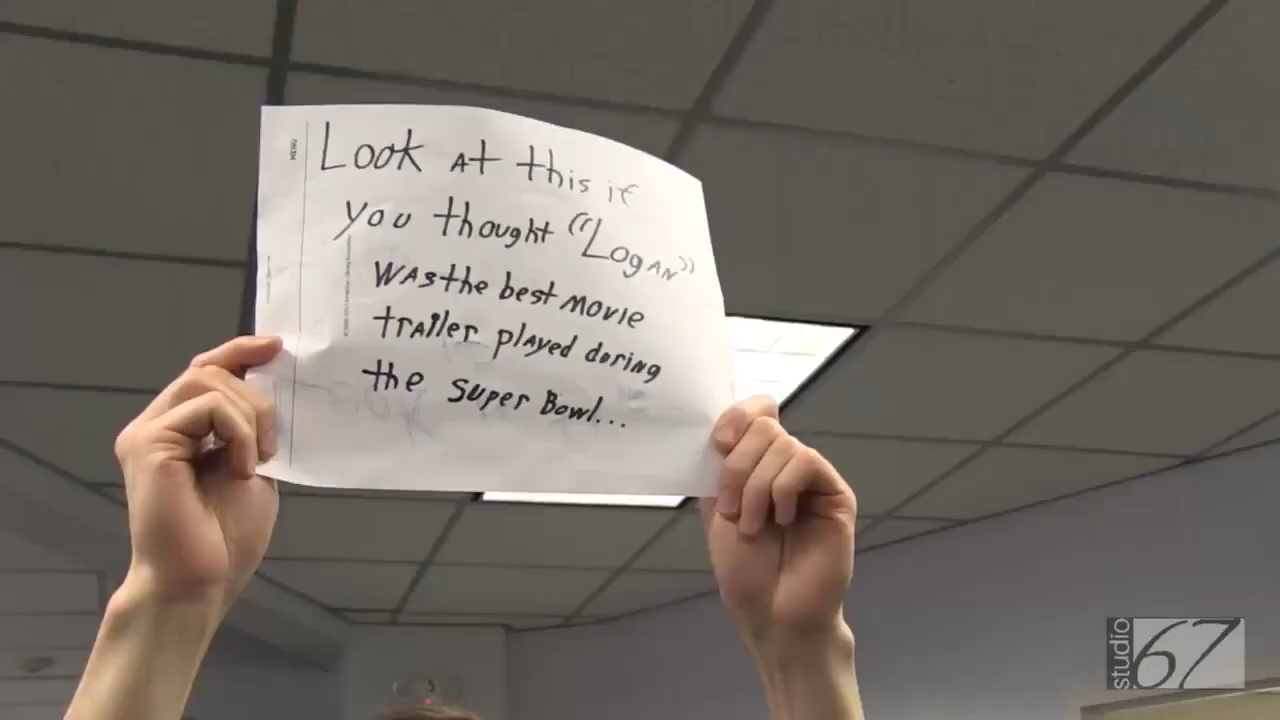 MENU
Look At this if
you thought "LogAN"
WAs the best movie
trAiler plAyed during
the super Bowl...
studio
67